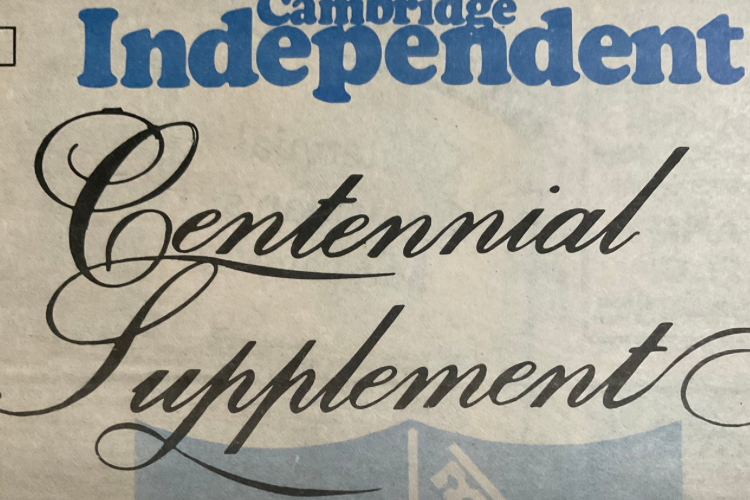 Cambridge
Independent
Centennial
Supplement